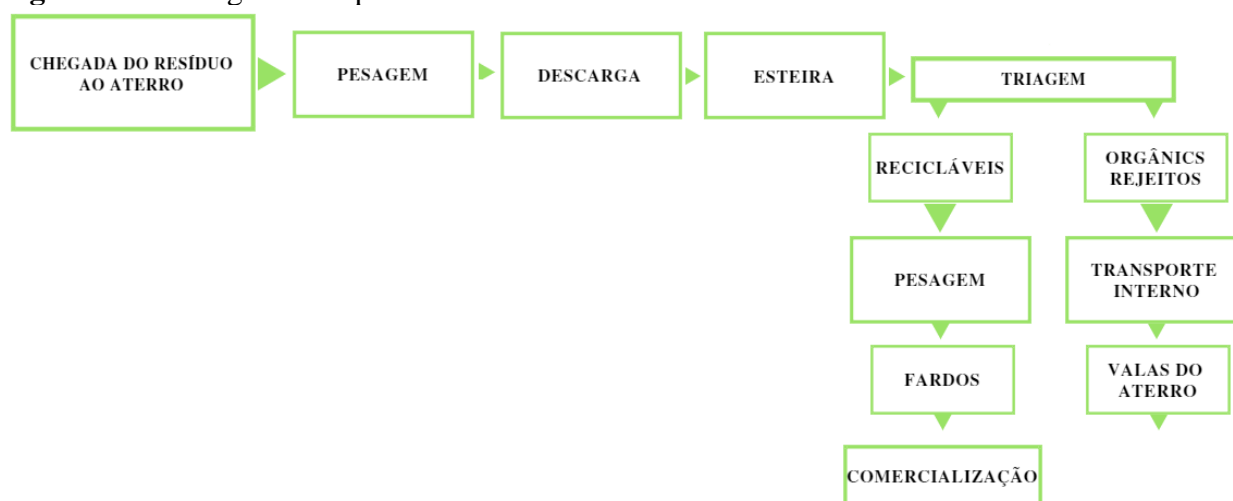 CHEGADA DO RESÍDUO
AO ATERRO
PESAGEM
DESCARGA
ESTEIRA
TRIAGEM
RECICLÁVEIS
ORGÂNICS
REJEITOS
PESAGEM
TRANSPORTE
INTERNO
FARDOS
VALAS DO
ATERRO
COMERCIALIZAÇÃO